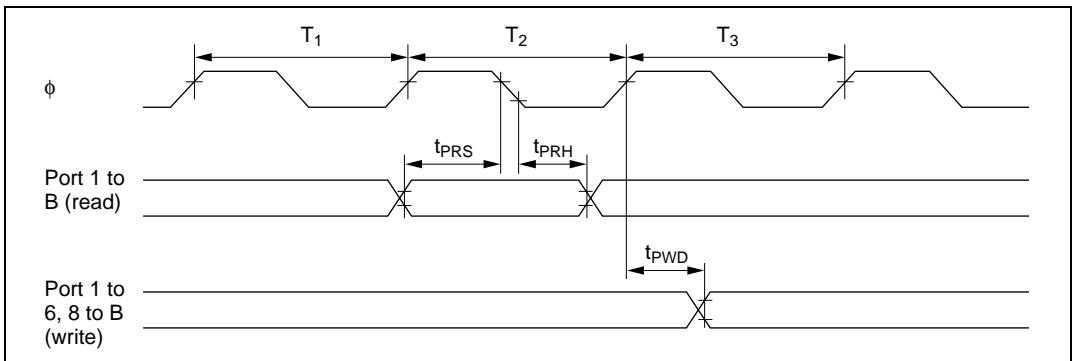 T1
T2
T3
ϕ
tPRS
tPRH
Port 1 to
B (read)
tPWD
Port 1 to
6, 8 to B
(write)